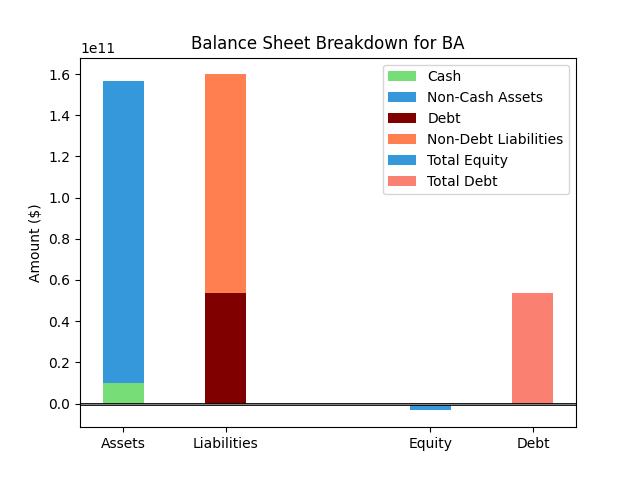 Balance Sheet Breakdown for BA
1e11
1.6
1.4
1.2
1.0
0.8
0.6
0.4
0.2
0.0
Amount ($)
Cash
Non-Cash Assets
Debt
Non-Debt Liabilities
Total Equity
Total Debt
Assets
Liabilities
Equity
Debt